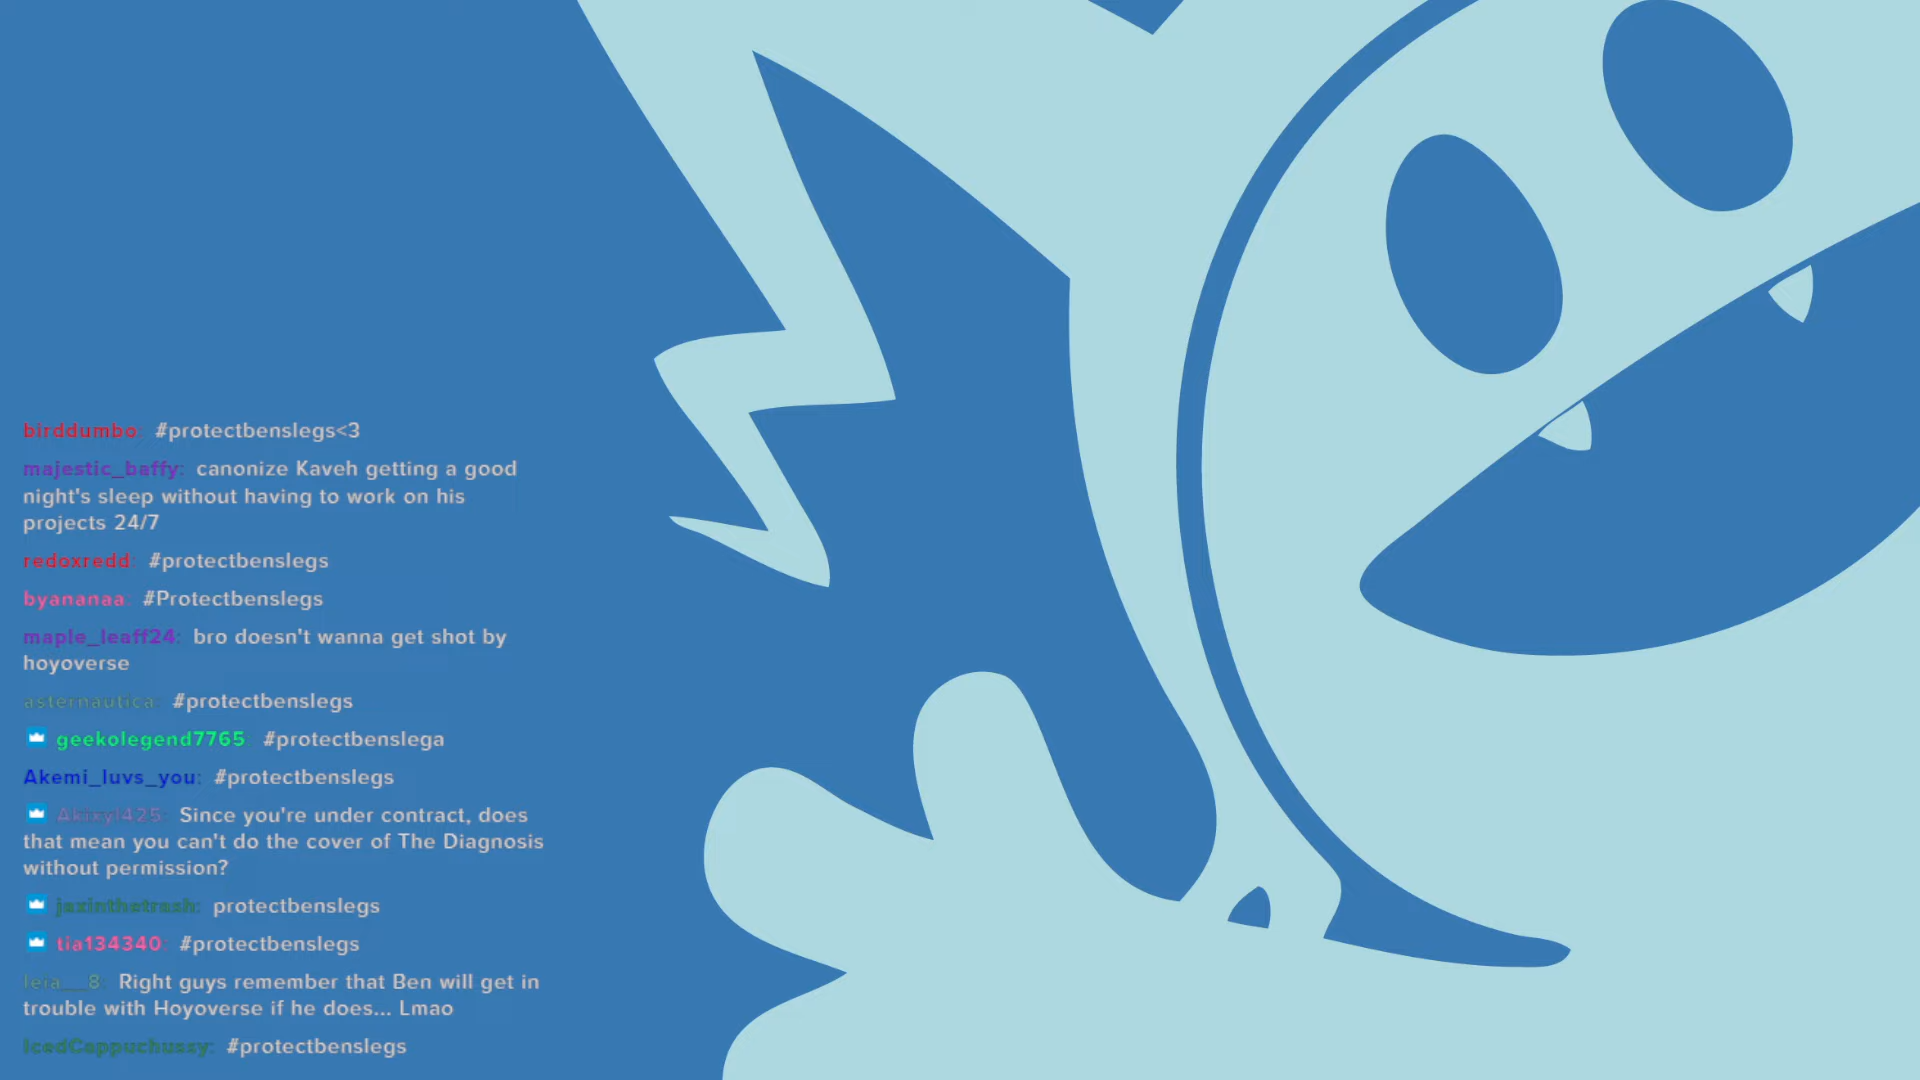 birddumbo: #protectbenslegs<3
majestic_baffy: canonize Kaveh getting a good
night's sleep without having to work on his
projects 24/7
redoxredd: #protectbenslegs
byananaa: #Protectbenslegs
maple_leaff24: bro doesn't wanna get shot by
hoyoverse
asternautica: #protectbenslegs
geekolegend7765: #protectbenslega
Akemi_luvs_you: #protectbenslegs
Akixyl425: Since you're under contract, does
that mean you can't do the cover of The Diagnosis
without permission?
jaxinthetrash: protectbenslegs
tia134340: #protectbenslegs
leia__8: Right guys remember that Ben will get in
trouble with Hoyoverse if he does... Lmao
IcedCappuchussy: #protectbenslegs